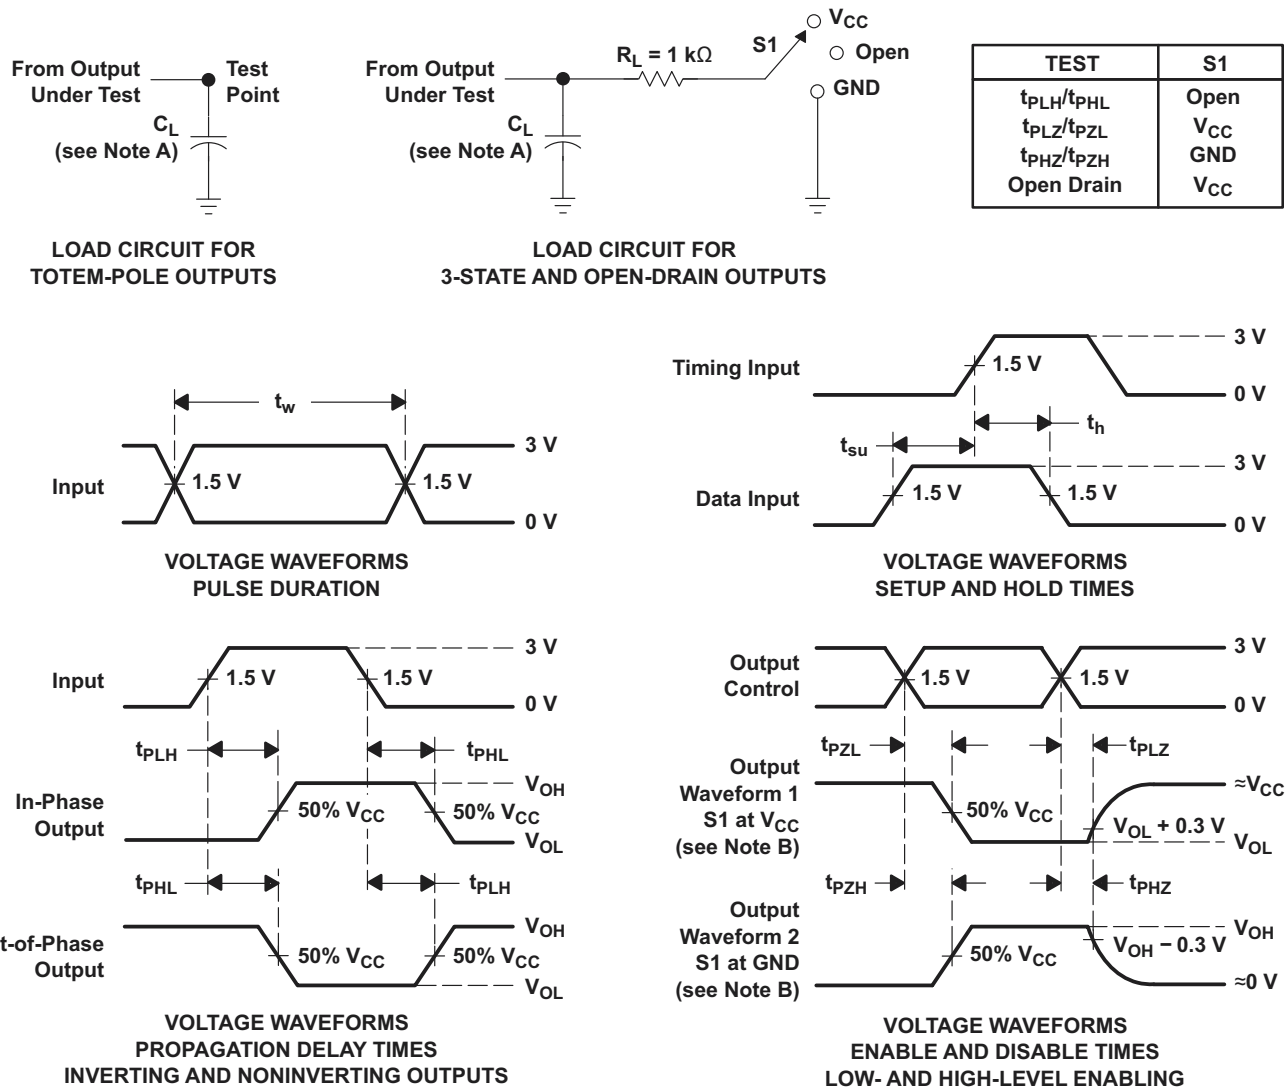 From Output
Under Test
Test
Point
CL
(see Note A)
LOAD CIRCUIT FOR
TOTEM-POLE OUTPUTS
From Output
Under Test
RL = 1 kΩ
S1
VCC
Open
GND
CL
(see Note A)
LOAD CIRCUIT FOR
3-STATE AND OPEN-DRAIN OUTPUTS
TEST S1
tPLH/tPHL Open
tPLZ/tPZL VCC
tPHZ/tPZH GND
Open Drain VCC
tw
Input
1.5 V
1.5 V
3 V
0 V
VOLTAGE WAVEFORMS
PULSE DURATION
Timing Input
1.5 V
3 V
0 V
tsu
th
Data Input
1.5 V
1.5 V
3 V
0 V
VOLTAGE WAVEFORMS
SETUP AND HOLD TIMES
Input
1.5 V
1.5 V
3 V
0 V
tPLH
tPHL
In-Phase
Output
50% VCC
50% VCC
VOH
VOL
tPHL
tPLH
t-of-Phase
Output
50% VCC
50% VCC
VOH
VOL
VOLTAGE WAVEFORMS
PROPAGATION DELAY TIMES
INVERTING AND NONINVERTING OUTPUTS
Output
Control
1.5 V
1.5 V
3 V
0 V
tPZL
tPLZ
Output
Waveform 1
S1 at VCC
(see Note B)
50% VCC
VOL + 0.3 V
≈VCC
VOL
tPZH
tPHZ
Output
Waveform 2
S1 at GND
(see Note B)
50% VCC
VOH − 0.3 V
VOH
≈0 V
VOLTAGE WAVEFORMS
ENABLE AND DISABLE TIMES
LOW- AND HIGH-LEVEL ENABLING